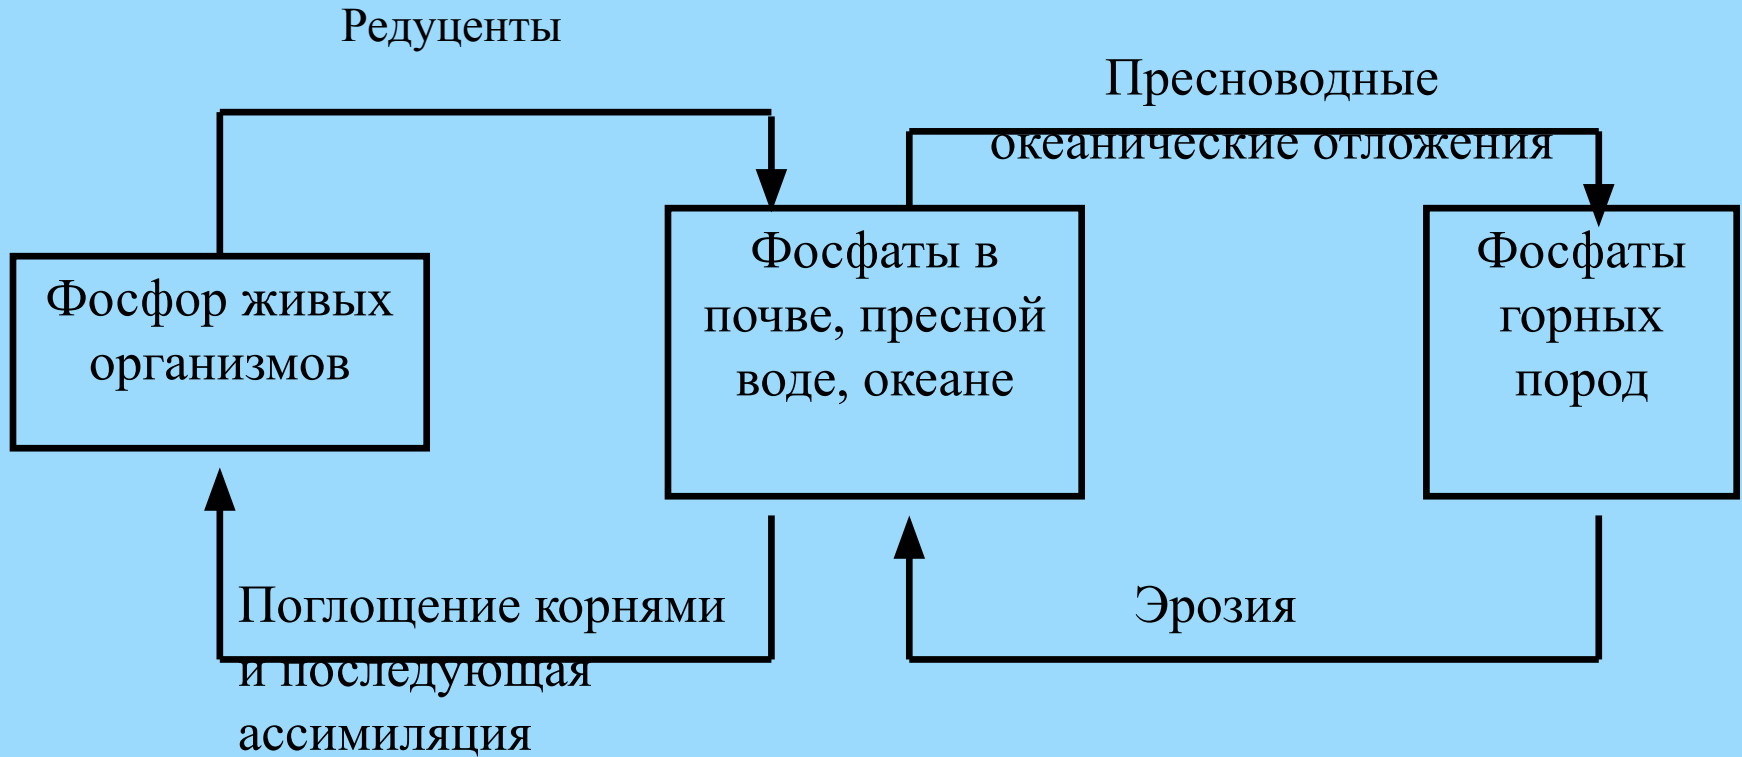 Редуценты
Пресноводные
океанические отложения
Фосфор живых
организмов
Фосфаты в
почве, пресной
воде, океане
Фосфаты
горных
пород
Поглощение корнями
и последующая
ассимиляция
Эрозия